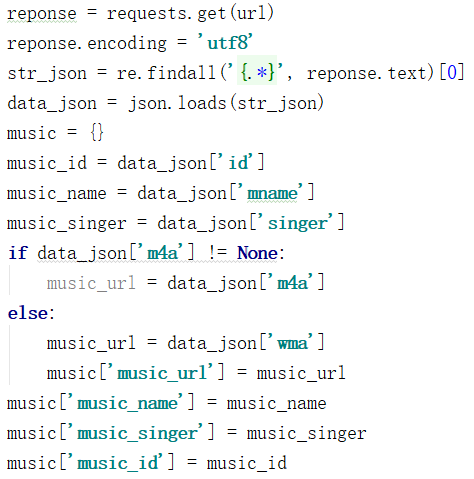 reponse = requests.get(url)
reponse.encoding = 'utf8'
str_json = re.findall('{.*}', reponse.text)[0]
data_json = json.loads(str_json)
music = {}
music_id = data_json['id']
music_name = data_json['mname']
music_singer = data_json['singer']
if data_json['m4a'] != None:
    music_url = data_json['m4a']
else:
    music_url = data_json['wma']
    music['music_url'] = music_url
music['music_name'] = music_name
music['music_singer'] = music_singer
music['music_id'] = music_id